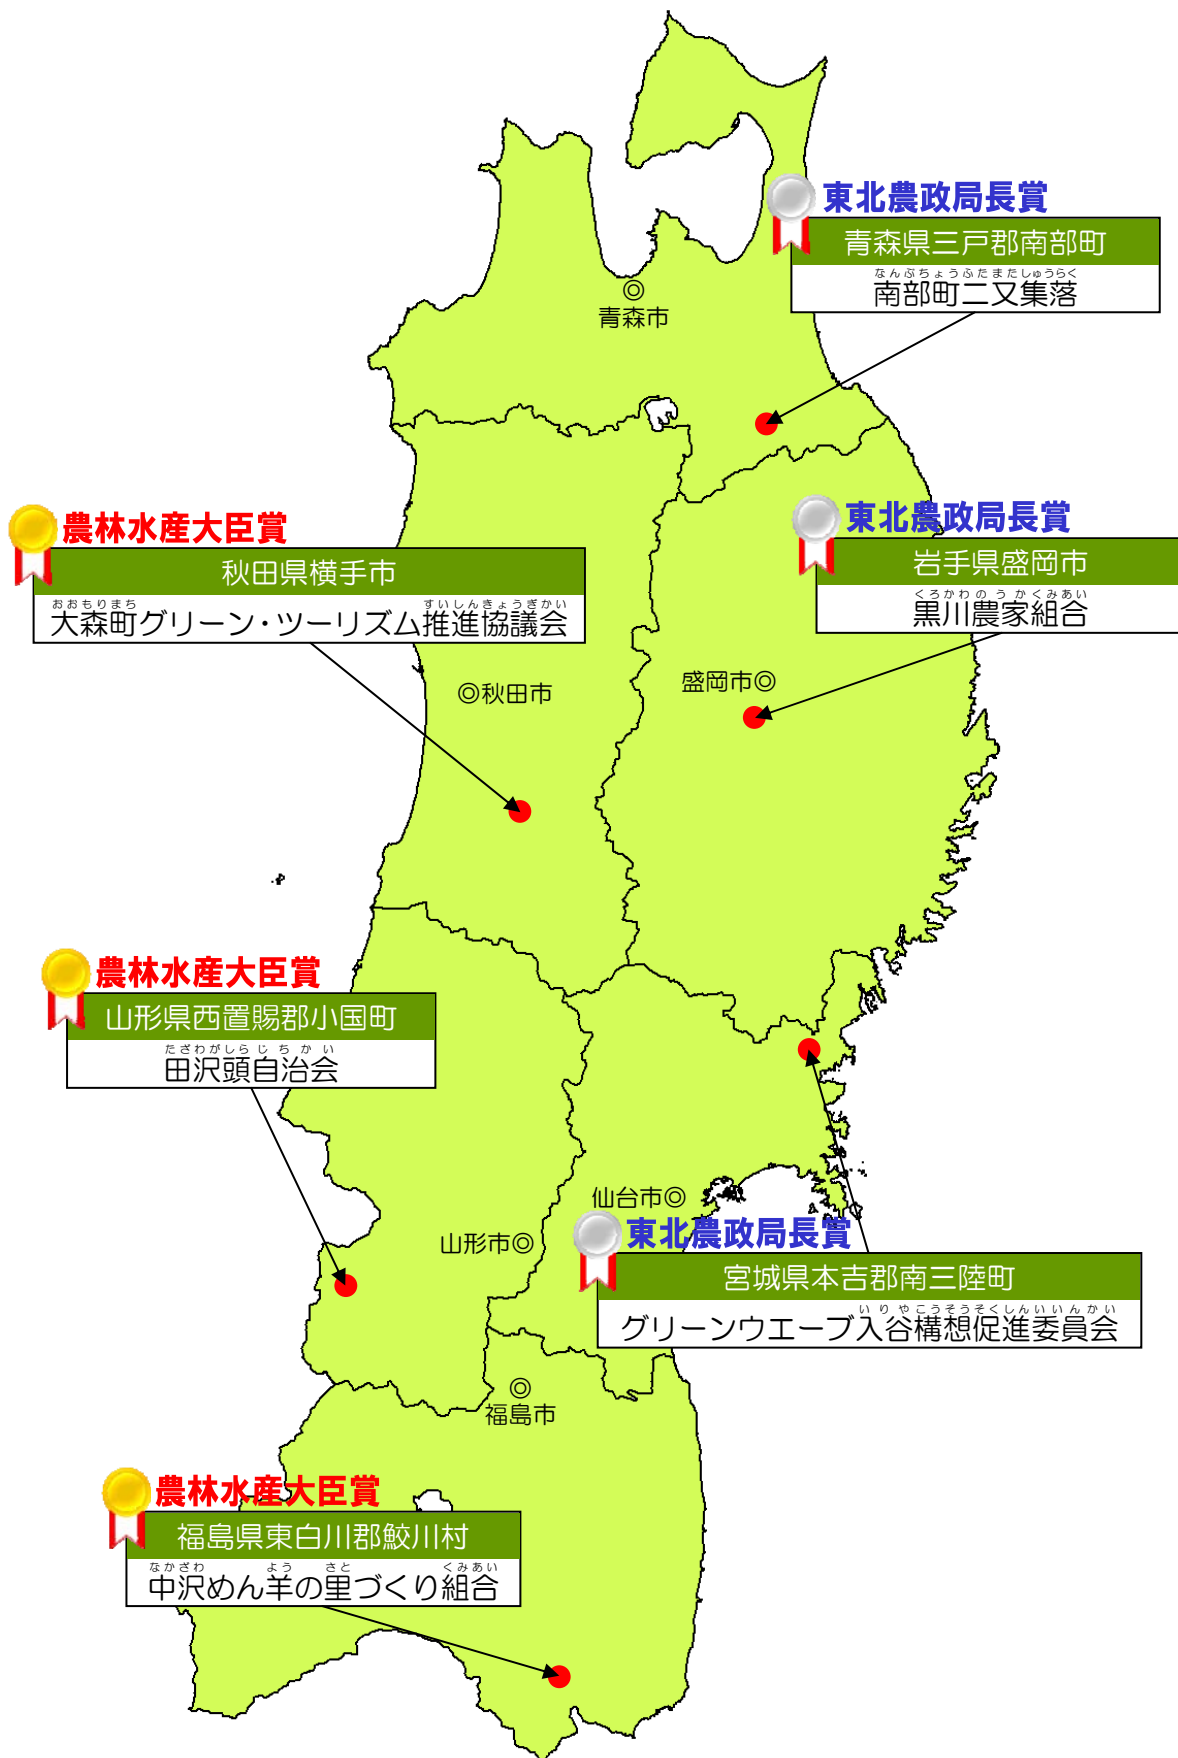 東北農政局長賞
青森県三戸郡南部町
なんぶちょうふたまたしゅうらく
南部町二又集落
青森市
農林水産大臣賞
秋田県横手市
おおもりまち すいしんきょうぎかい
大森町グリーン・ツーリズム推進協議会
東北農政局長賞
岩手県盛岡市
くろかわのうかくみあい
黒川農家組合
盛岡市
秋田市
農林水産大臣賞
山形県西置賜郡小国町
たざわがしらじちかい
田沢頭自治会
仙台市
山形市
東北農政局長賞
宮城県本吉郡南三陸町
いりやこうそうそくしんいいんかい
グリーンウエーブ入谷構想促進委員会
福島市
農林水産大臣賞
福島県東白川郡鮫川村
なかざわ よう さと くみあい
中沢めん羊の里づくり組合